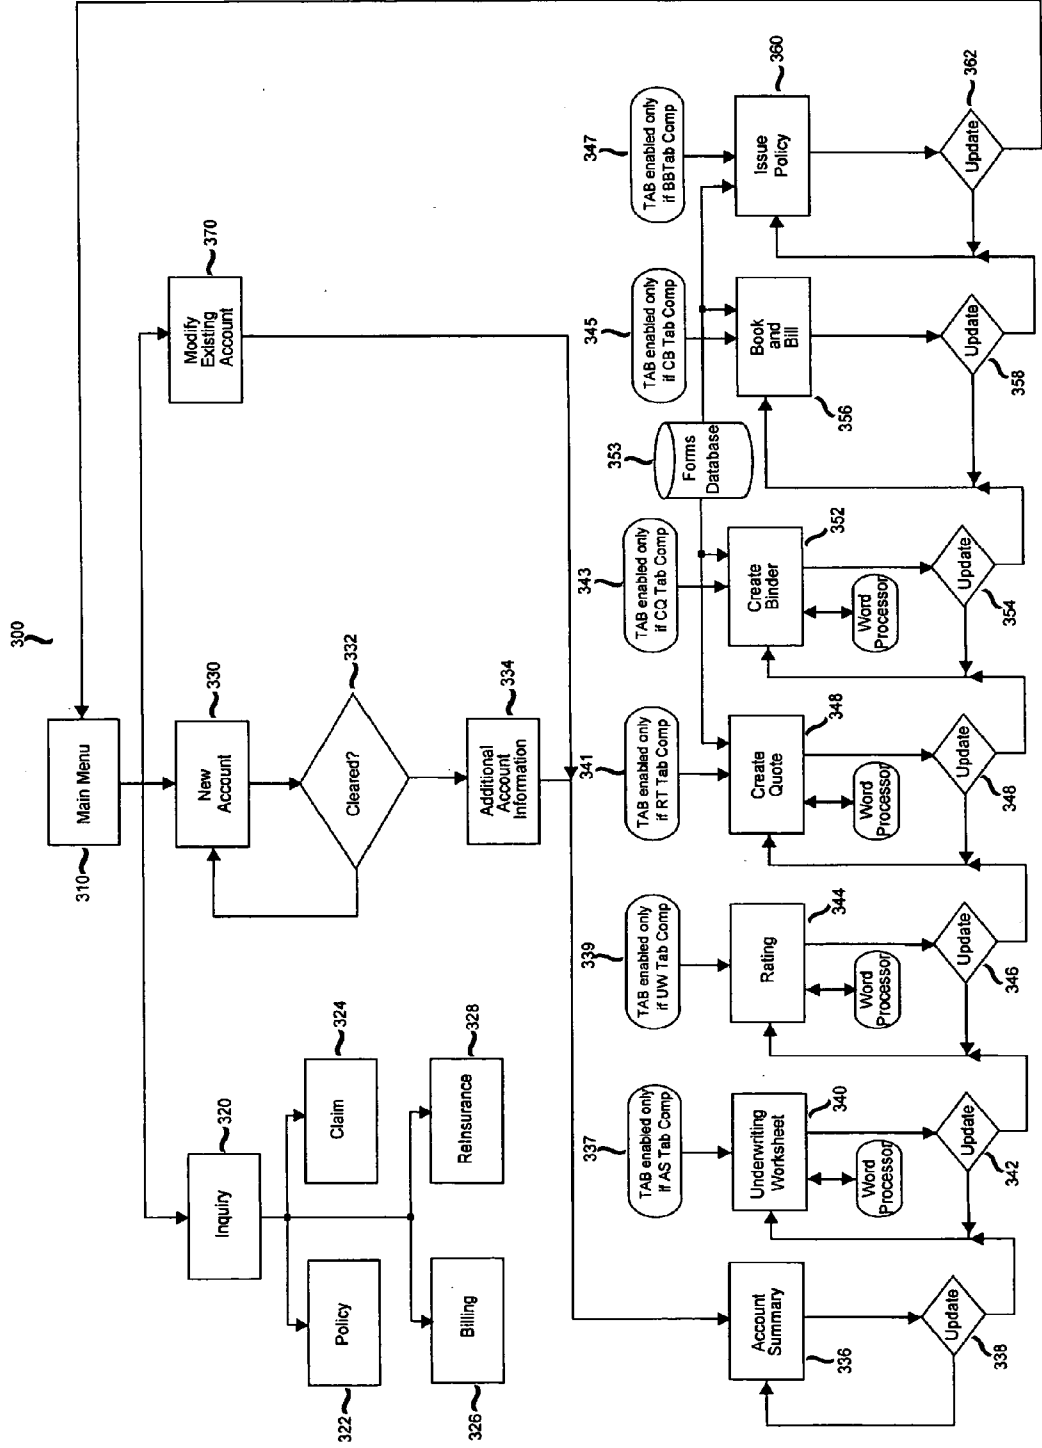 300
310
Main Menu
320
Inquiry
322
Policy
324
Claim
326
Billing
328
ReInsurance
330
New
Account
332
Cleared?
334
Additional
Account
Information
370
Modify
Existing
Account
336
Account
Summary
338
Update
337
TAB enabled only
if AS Tab Comp
340
Underwriting
Worksheet
Word
Processor
342
Update
339
TAB enabled only
if UW Tab Comp
344
Rating
Word
Processor
346
Update
341
TAB enabled only
if RT Tab Comp
348
Create
Quote
Word
Processor
348
Update
343
TAB enabled only
if CQ Tab Comp
352
Create
Binder
Word
Processor
354
Update
353
Forms
Database
345
TAB enabled only
if CB Tab Comp
356
Book
and
Bill
358
Update
347
TAB enabled only
if BBTab Comp
360
Issue
Policy
362
Update